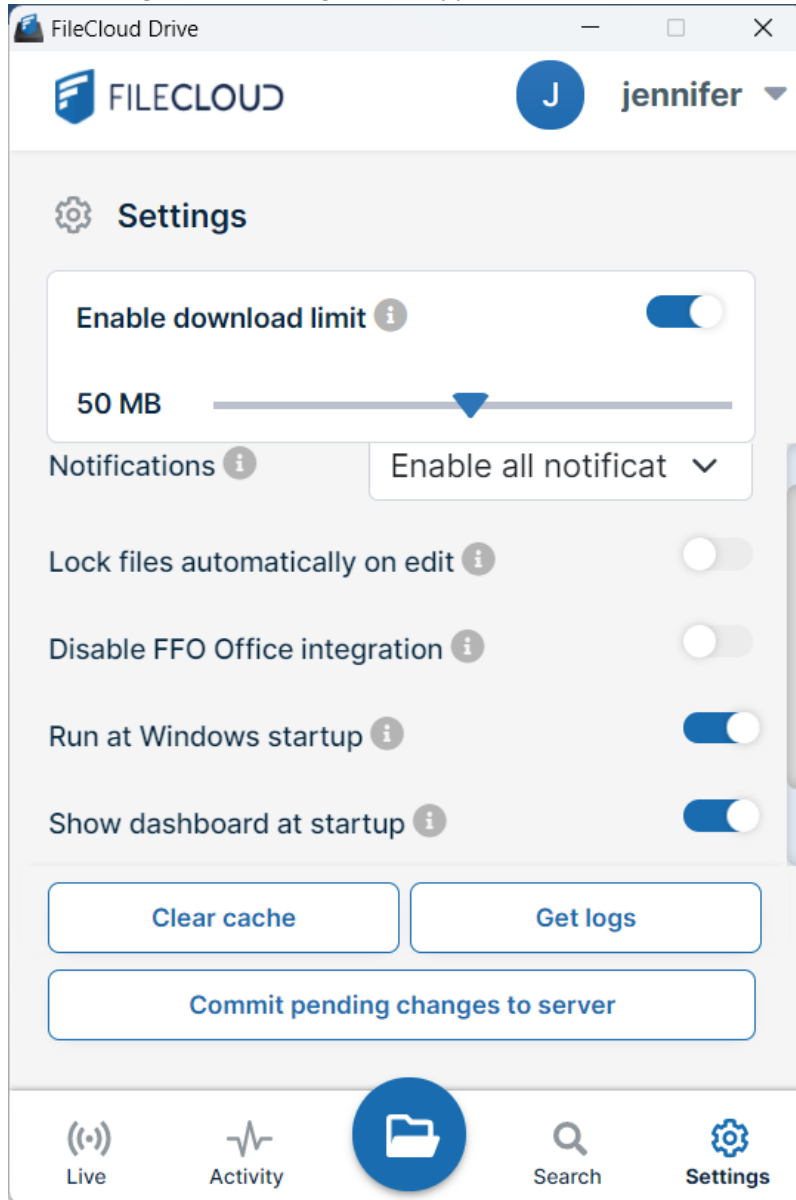 FileCloud Drive
FILECLOUD
J
jennifer
Settings
Enable download limit
50 MB
Notifications
Enable all notificat
Lock files automatically on edit
Disable FFO Office integration
Run at Windows startup
Show dashboard at startup
Clear cache
Get logs
Commit pending changes to server
Live
Activity
Search
Settings